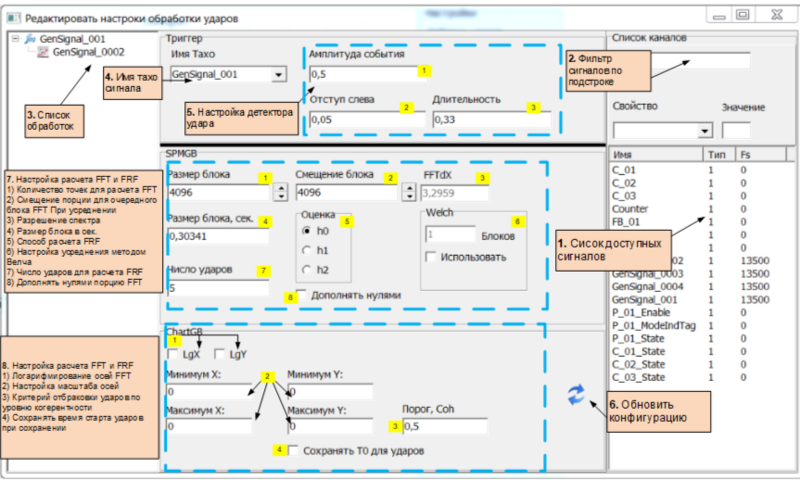 Редактировать настроки обработки ударов
GenSignal_001
GenSignal_0002
3. Список
обработок
Триггер
Имя Тахо
GenSignal_001
4. Имя тахо
сигнала
5. Настройка детектора
удара
Амплитуда события
0,5
1
Отступ слева
2
Длительность
3
0,05
0,33
Список каналов
2. Фильтр
сигналов по
подстроке
Свойство
Значение
Имя Тип Fs
C_01 1 0
C_02 1 0
C_03 1 0
Counter 1 0
FB_01 1 0
1 0
1 0
02 1 13500
GenSignal_0003 1 13500
GenSignal_0004 1 13500
GenSignal_001 1 13500
P_01_Enable 1 0
P_01_ModeIndTag 1 0
P_01_State 1 0
C_01_State 1 0
C_02_State 1 0
C_03_State 1 0
1. Сисок доступных
сигналов
7. Настройка расчета FFT и FRF
1) Количество точек для расчета FFT
2) Смещение порции для очередного
блока FFT При усреднении
3) Разрешение спектра
4) Размер блока в сек.
5) Способ расчета FRF
6) Настройка усреднения методом
Велча
7) Число ударов для расчета FRF
8) Дополнять нулями порцию FFT
SPMGB
Размер блока
1
Смещение блока
2
FFTdX
3
4096
4096
3,2959
Размер блока, сек.
4
0,30341
Оценка
h0
5
h1
h2
Welch
1
Блоков
6
Использовать
Число ударов
7
5
8
Дополнять нулями
8. Настройка расчета FFT и FRF
1) Логарифмирование осей FFT
2) Настройка масштаба осей
3) Критерий отбраковки ударов по
уровню когерентности
4) Сохранять время старта ударов
при сохранении
ChartGB
1
LgX
LgY
Минимум X:
2
Минимум Y:
0
0
Максимум X:
Максимум Y:
Порог, Coh
0
0
3
0,5
4
Сохранять T0 для ударов
6. Обновить
конфигурацию